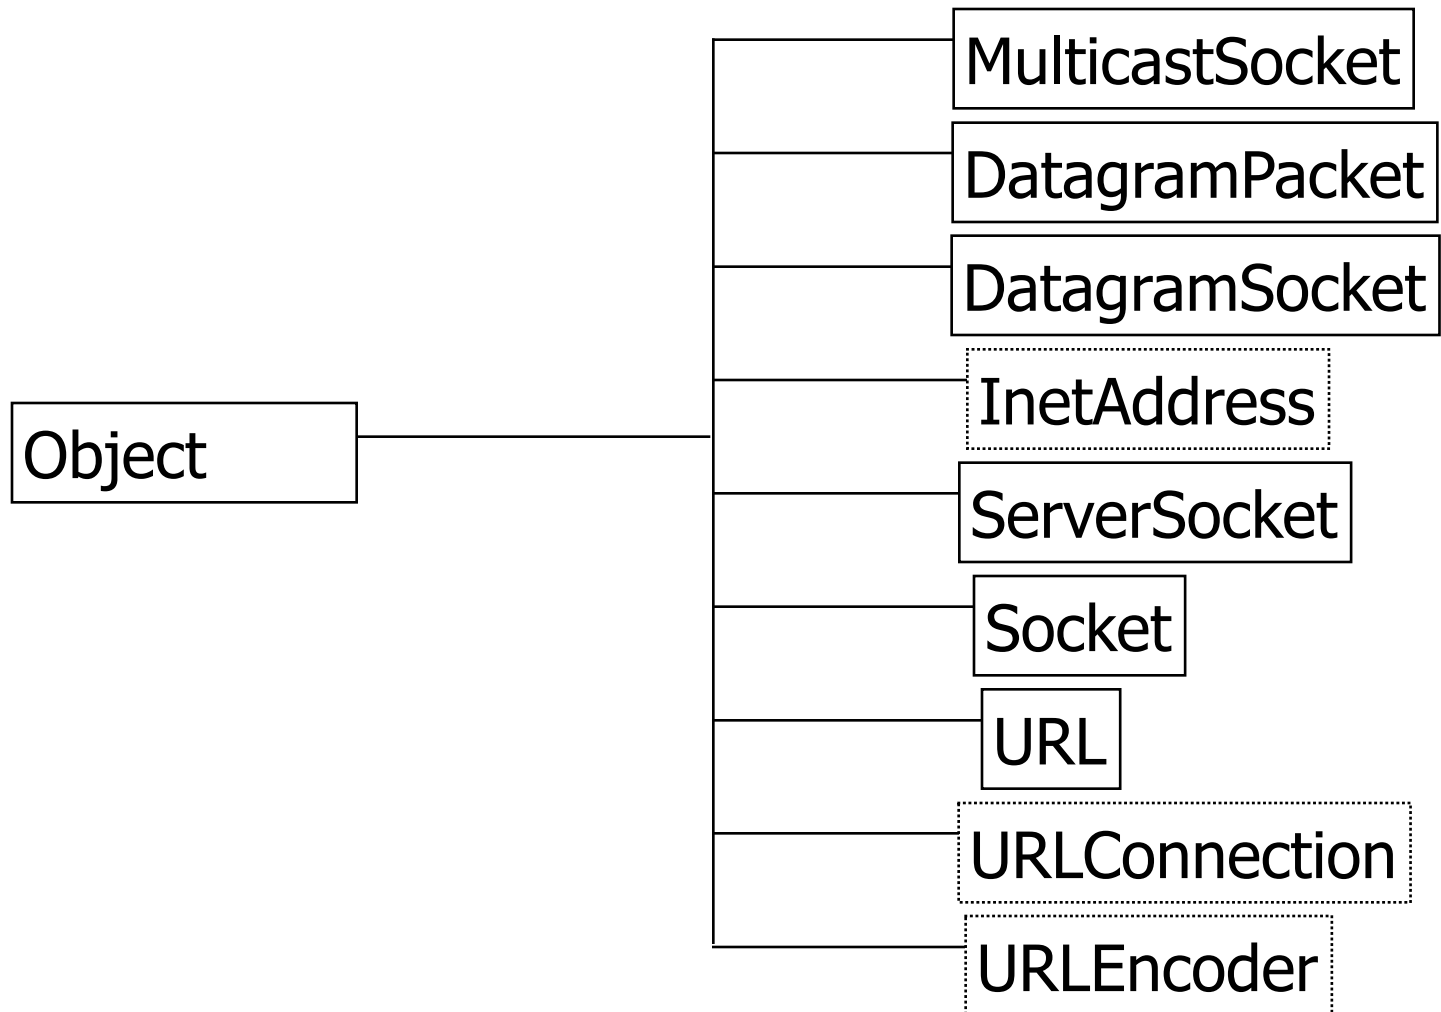 MulticastSocket
DatagramPacket
DatagramSocket
InetAddress
Object
ServerSocket
Socket
URL
URLConnection
URLEncoder